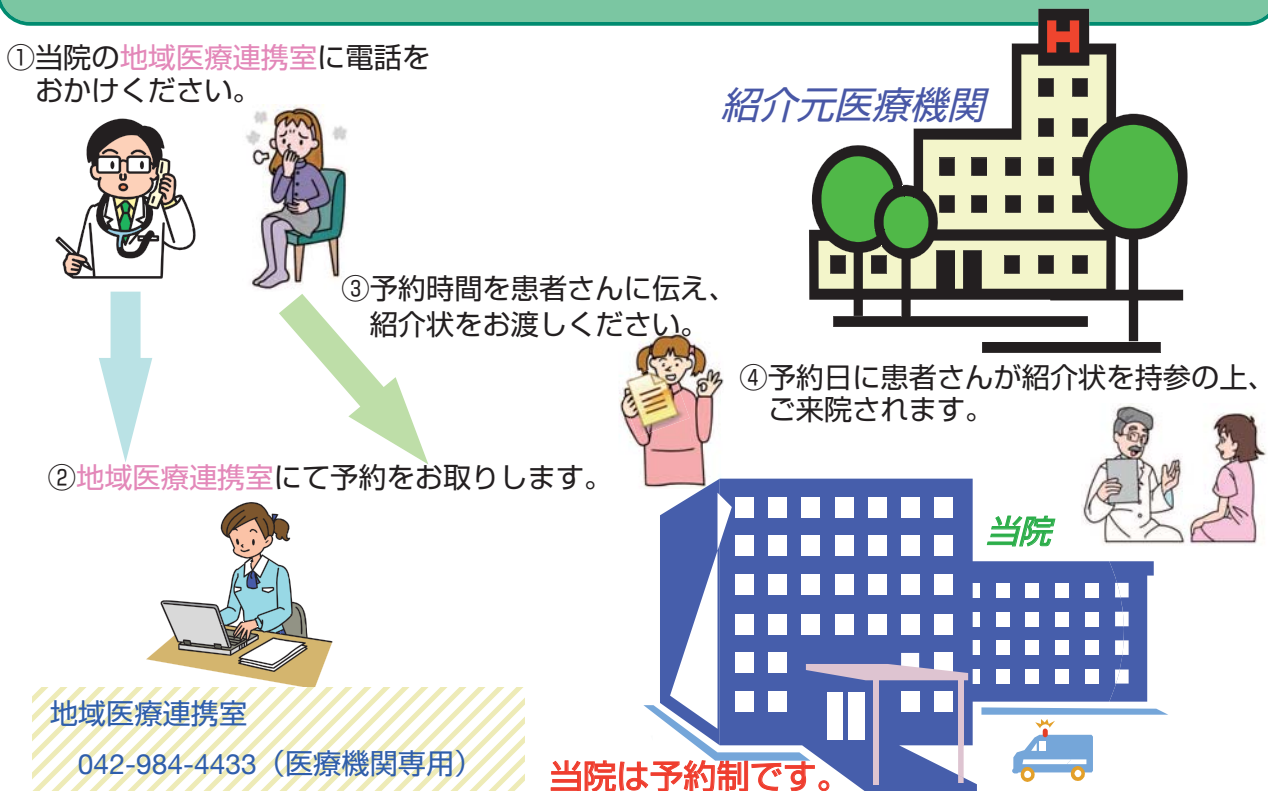 ①当院の地域医療連携室に電話を
おかけください。
紹介元医療機関
H
③予約時間を患者さんに伝え、
紹介状をお渡しください。
④予約日に患者さんが紹介状を持参の上、
ご来院されます。
②地域医療連携室にて予約をお取りします。
当院
地域医療連携室
042-984-4433（医療機関専用）
当院は予約制です。